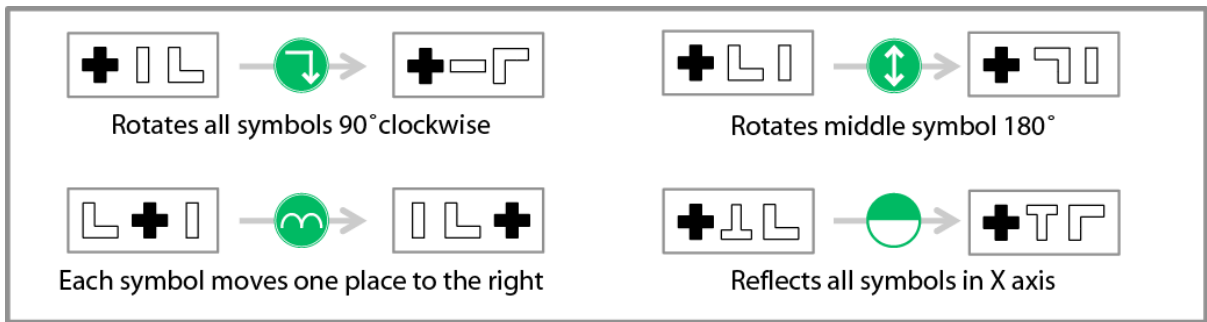 Rotates all symbols 90˚clockwise
Rotates middle symbol 180˚
Each symbol moves one place to the right
Reflects all symbols in X axis